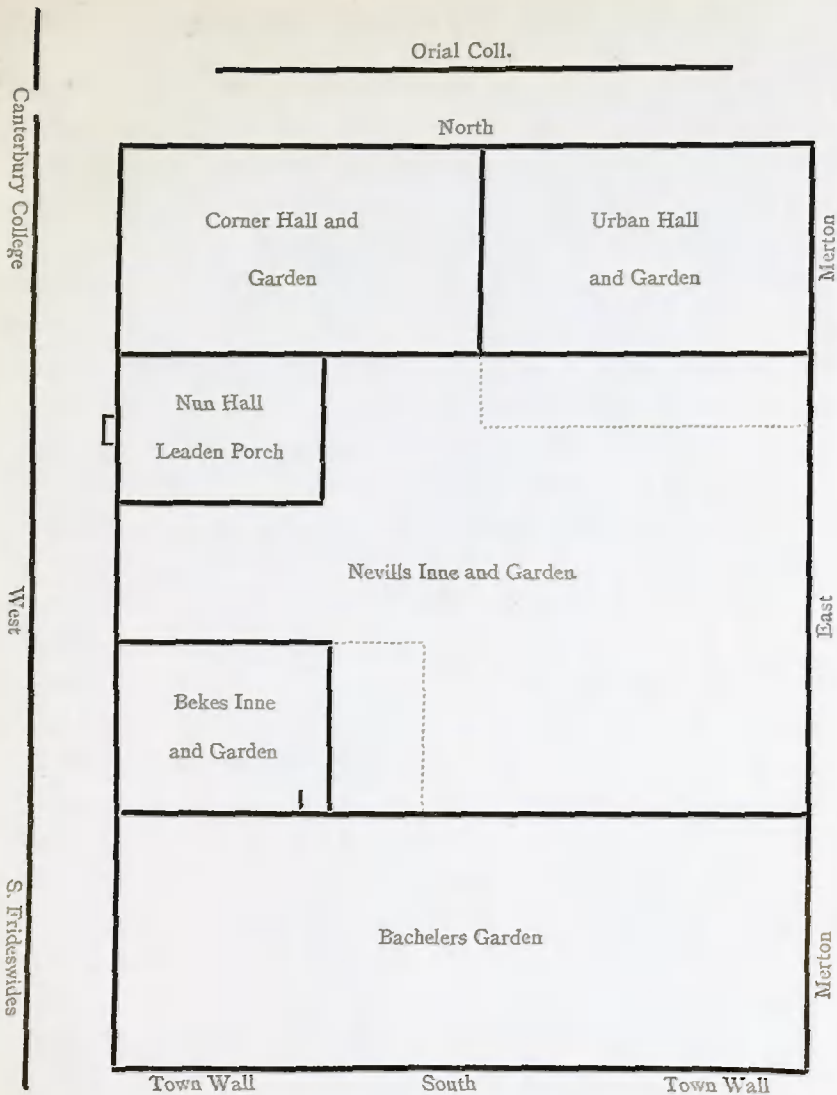 Orial Coll.
North
Canterbury College
Corner Hall and
Garden
Urban Hall
and Garden
Merton
Nun Hall
Leaden Porch
West
Nevills Inne and Garden
East
Bekes Inne
and Garden
S. Frideswides
Bachelers Garden
Merton
Town Wall
South
Town Wall